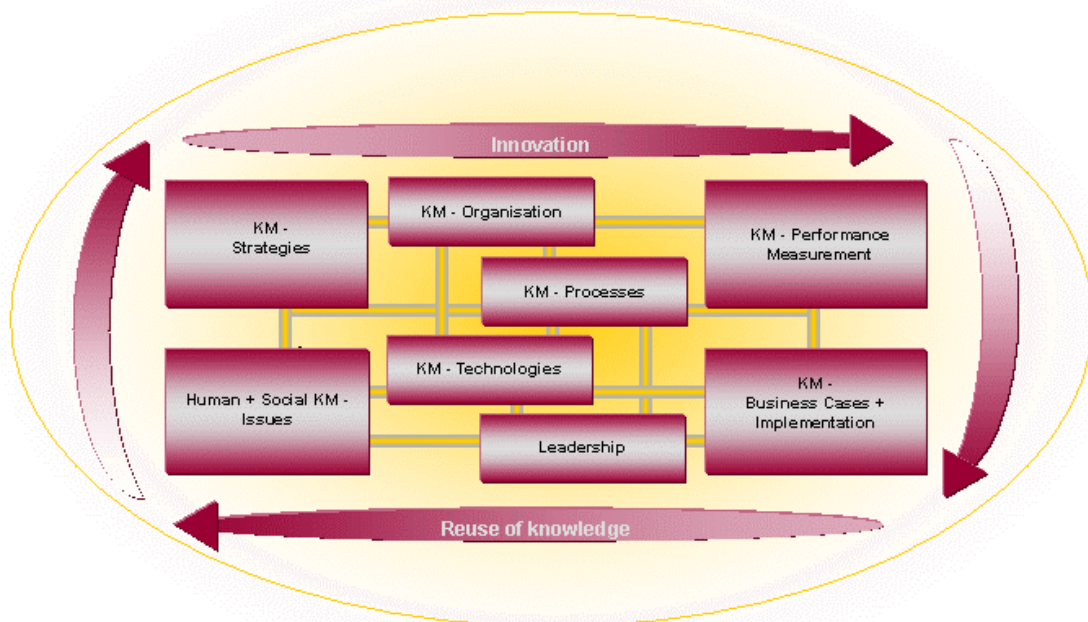 Innovation
KM -
Strategies
KM - Organisation
KM - Performance
Measurement
KM - Processes
KM - Technologies
Human + Social KM -
Issues
KM -
Business Cases +
Implementation
Leadership
Reuse of knowledge